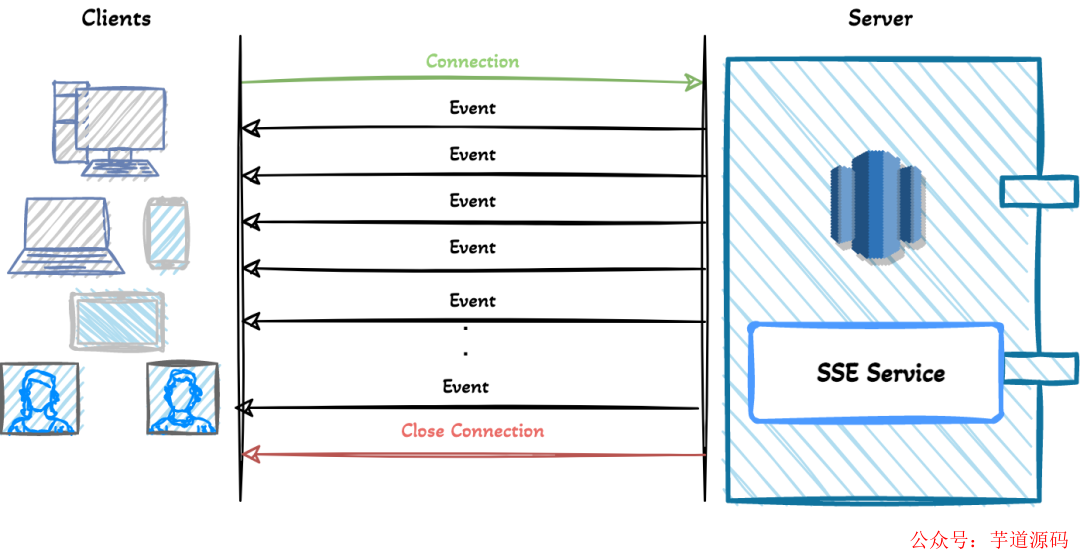 Clients
Server
Connection
Event
Event
Event
Event
Event
Event
SSE Service
Close Connection
公众号：芋道源码